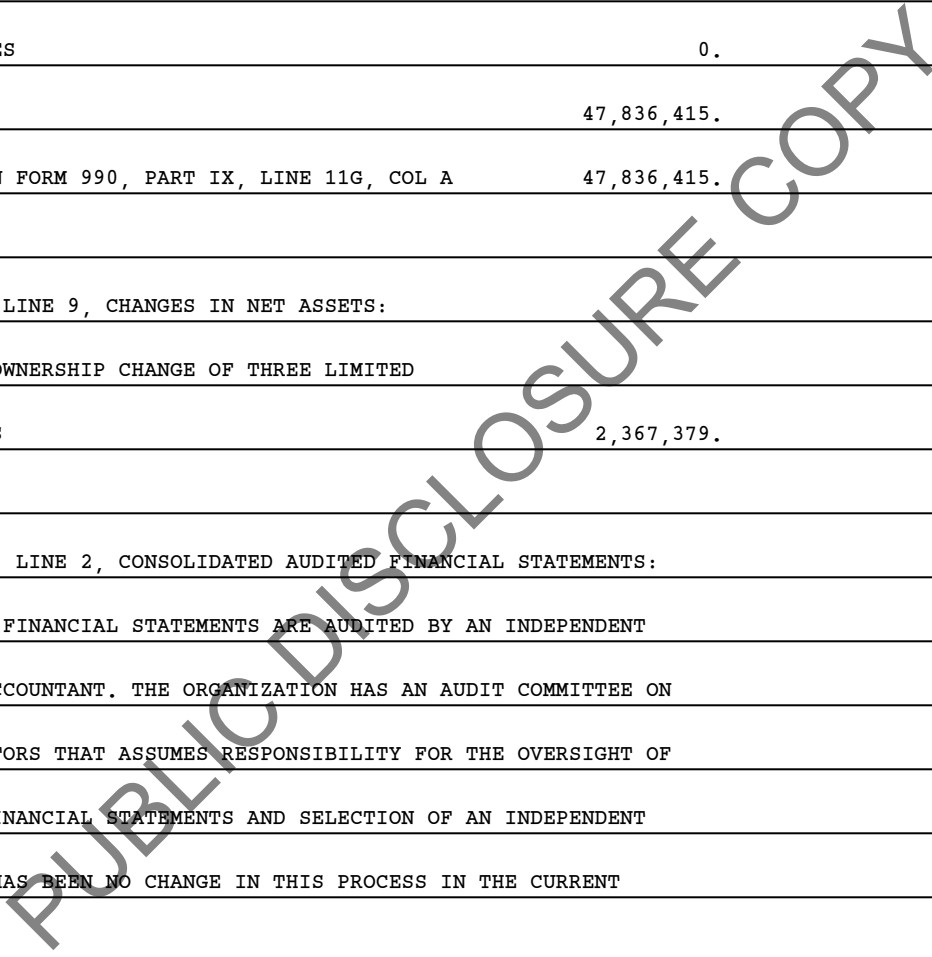 ES 0.
47,836,415.
N FORM 990, PART IX, LINE 11G, COL A 47,836,415.
LINE 9, CHANGES IN NET ASSETS:
OWNERSHIP CHANGE OF THREE LIMITED
S 2,367,379.
LINE 2, CONSOLIDATED AUDITED FINANCIAL STATEMENTS:
FINANCIAL STATEMENTS ARE AUDITED BY AN INDEPENDENT
CCOUNTANT. THE ORGANIZATION HAS AN AUDIT COMMITTEE ON
TORS THAT ASSUMES RESPONSIBILITY FOR THE OVERSIGHT OF
INANCIAL STATEMENTS AND SELECTION OF AN INDEPENDENT
HAS BEEN NO CHANGE IN THIS PROCESS IN THE CURRENT
PUBLIC DISCLOSURE COPY